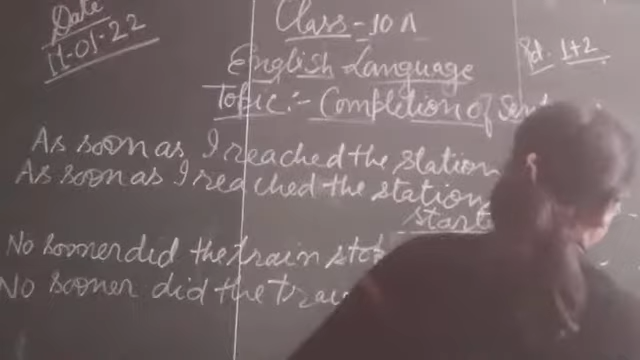 Date
11-01-22
Class - 10 A
Pd. 1+2
English Language
Topic :- Completion of
As soon as I reached the station
As soon as I reached the station,
start
No sooner did the train
No sooner did the